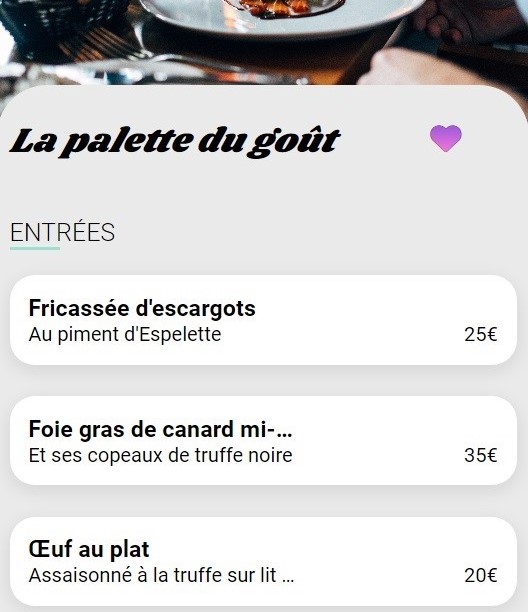 La palette du goût
ENTRÉES
Fricassée d'escargots
Au piment d'Espelette 25€
Foie gras de canard mi-...
Et ses copeaux de truffe noire 35€
Œuf au plat
Assaisonné à la truffe sur lit ... 20€